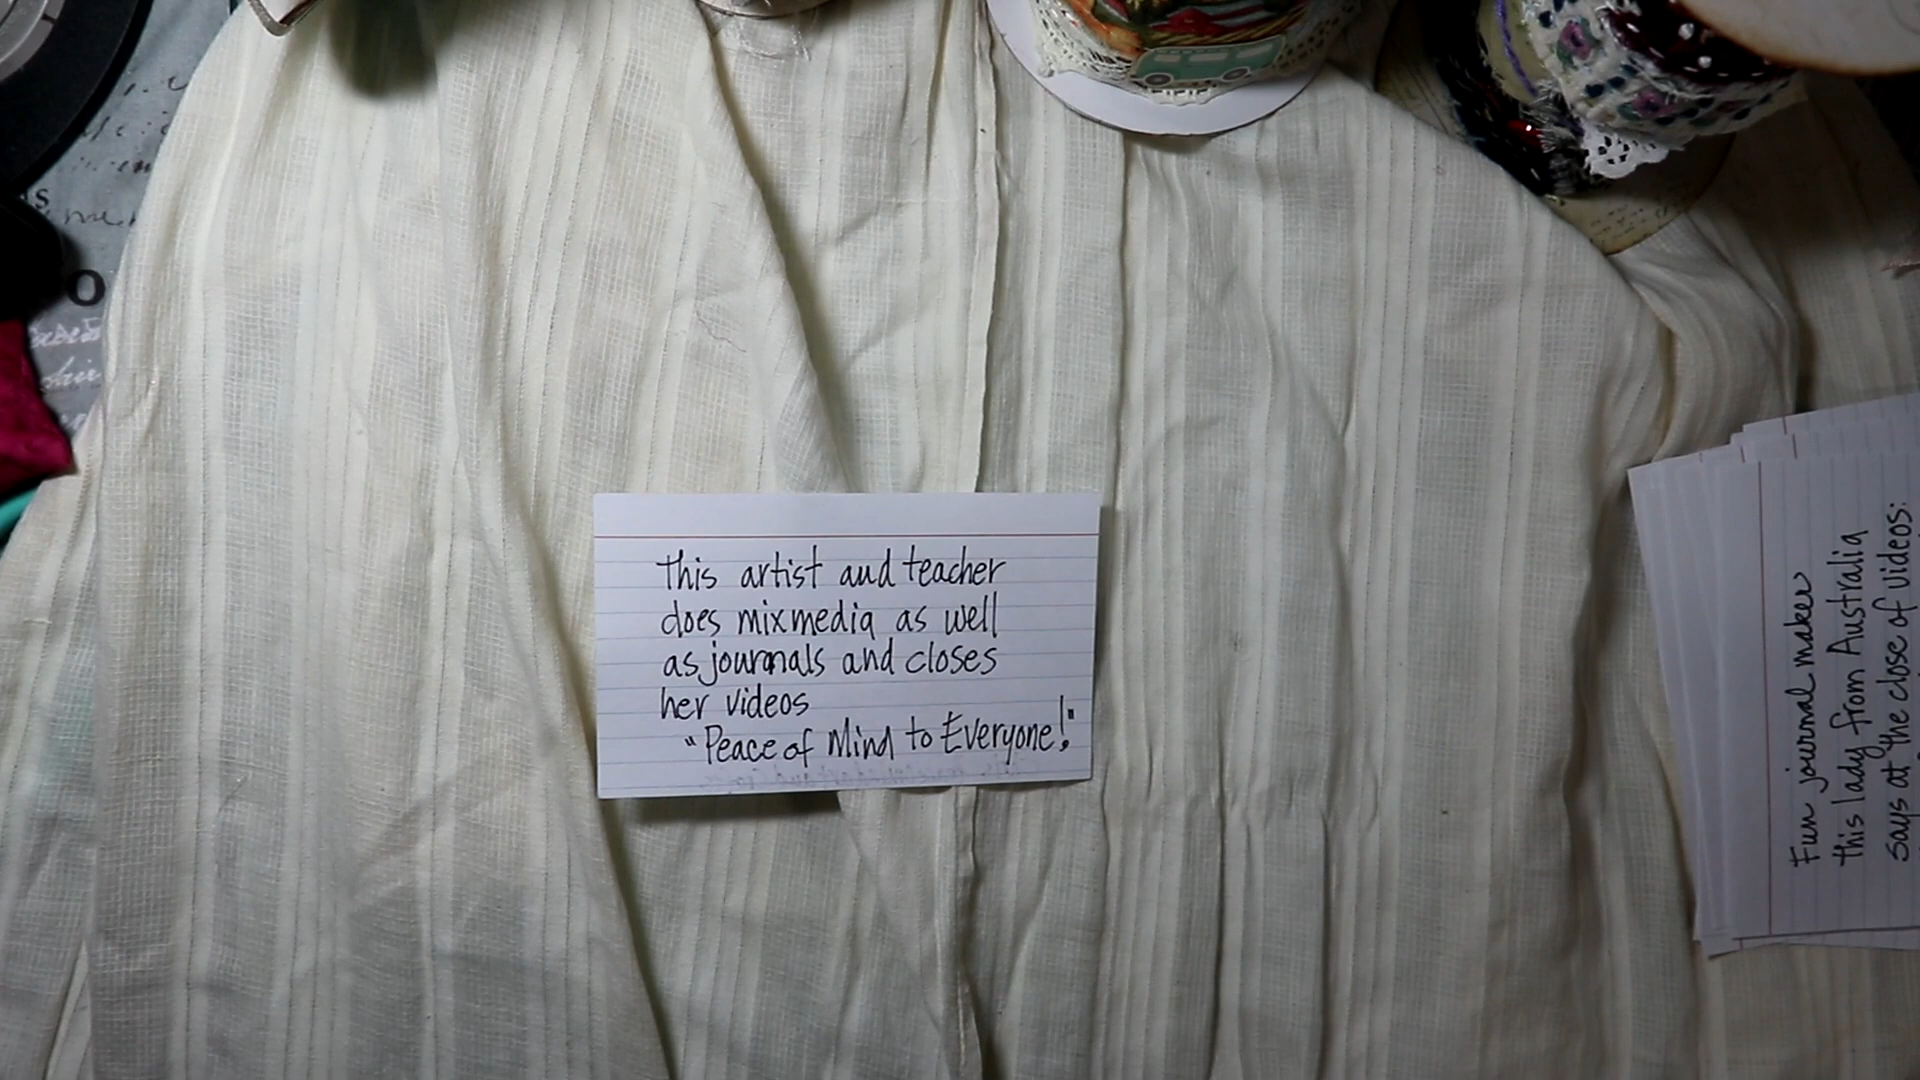 This artist and teacher
does mixmedia as well
as journals and closes
her videos
"Peace of Mind to Everyone!"
Fun journal maker
this lady from Australia
says at the close of videos: